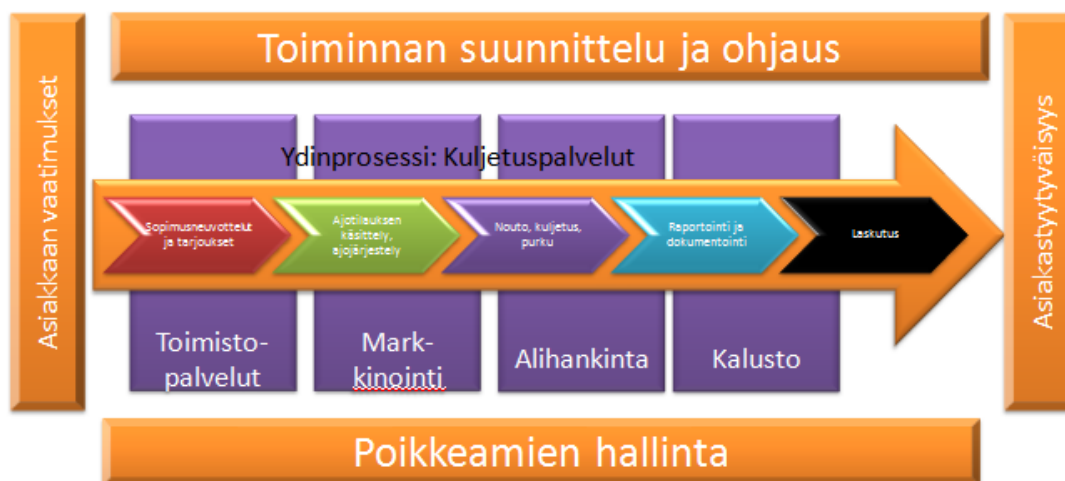 Toiminnan suunnittelu ja ohjaus
Asiakkaan vaatimukset
Ydinprosessi: Kuljetuspalvelut
Sopimusneuvottelut
ja tarjoukset
Ajotilauksen
käsittely,
ajojärjestely
Nouto, kuljetus,
purku
Raportointi ja
dokumentointi
Laskutus
Toimisto-
palvelut
Mark-
kinointi
Alihankinta
Kalusto
Asiakastyytyväisyys
Poikkeamien hallinta